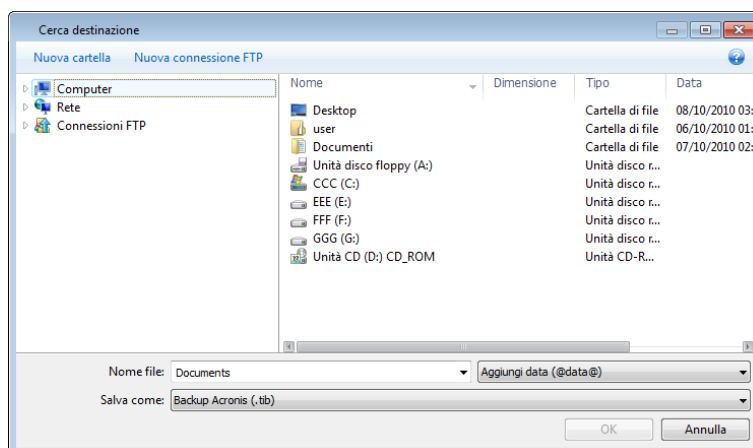 Cerca destinazione
Nuova cartella Nuova connessione FTP
Computer
Rete
Connessioni FTP
Nome Dimensione Tipo Data
Desktop Cartella di file 08/10/2010 03:
user Cartella di file 06/10/2010 01:
Documenti Cartella di file 07/10/2010 02:
Unità disco floppy (A:) Unità disco r...
CCC (C:) Unità disco r...
EEE (E:) Unità disco r...
FFF (F:) Unità disco r...
GGG (G:) Unità disco r...
Unità CD (D:) CD_ROM Unità CD-R...
Nome file: Documents Aggiungi data (@data@)
Salva come: Backup Acronis (.tib)
OK Annulla